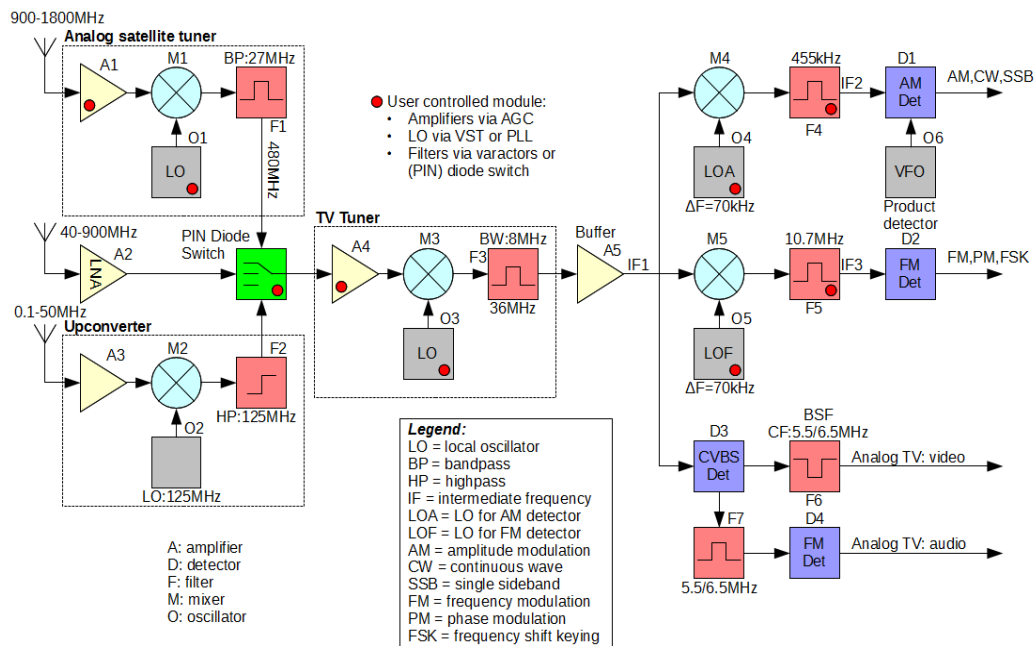 900-1800MHz
Analog satellite tuner
A1
M1
BP:27MHz
F1
O1
LO
480MHz
User controlled module:
• Amplifiers via AGC
• LO via VST or PLL
• Filters via varactors or
(PIN) diode switch
M4
455kHz
IF2
F4
D1
AM
Det
AM,CW,SSB
O4
LOA
ΔF=70kHz
O6
VFO
Product
detector
40-900MHz
A2
LNA
PIN Diode
Switch
TV Tuner
A4
M3
F3
BW:8MHz
36MHz
O3
LO
Buffer
A5
IF1
M5
10.7MHz
IF3
F5
D2
FM
Det
FM,PM,FSK
O5
LOF
ΔF=70kHz
0.1-50MHz
Upconverter
A3
M2
F2
HP:125MHz
O2
LO:125MHz
D3
CVBS
Det
BSF
CF:5.5/6.5MHz
F6
Analog TV: video
F7
5.5/6.5MHz
D4
FM
Det
Analog TV: audio
A: amplifier
D: detector
F: filter
M: mixer
O: oscillator
Legend:
LO = local oscillator
BP = bandpass
HP = highpass
IF = intermediate frequency
LOA = LO for AM detector
LOF = LO for FM detector
AM = amplitude modulation
CW = continuous wave
SSB = single sideband
FM = frequency modulation
PM = phase modulation
FSK = frequency shift keying